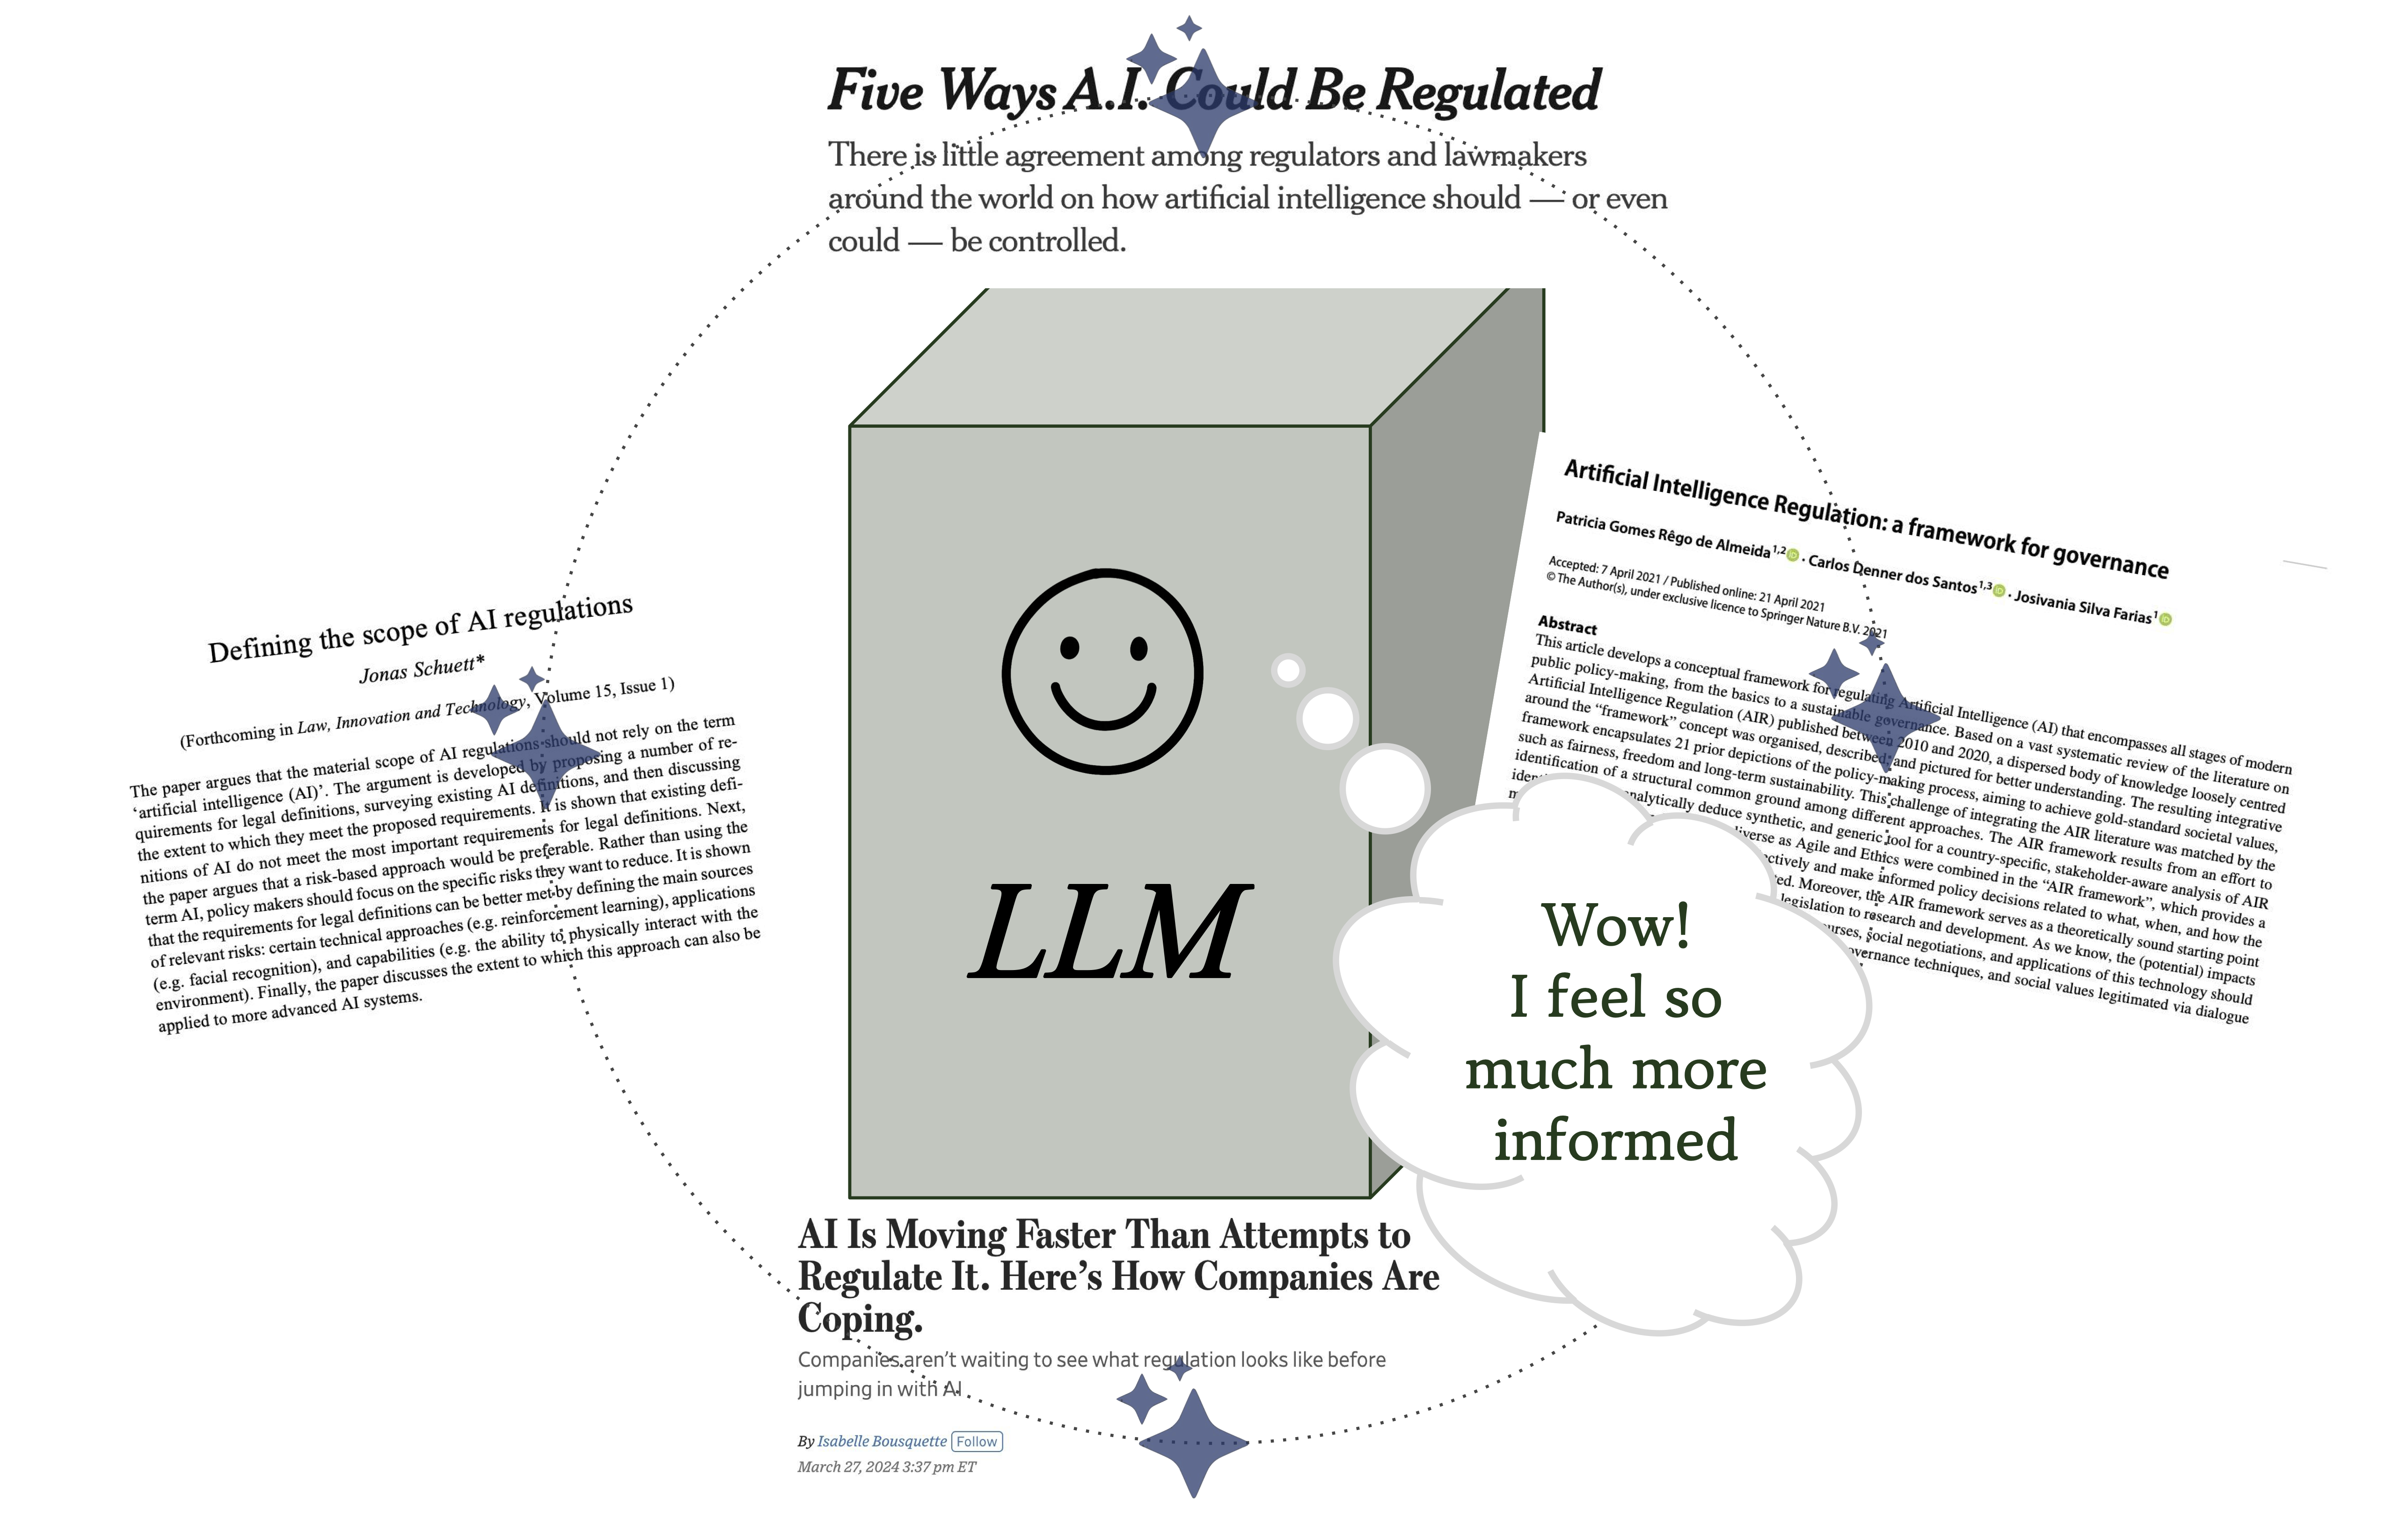 Five Ways A.I. Could Be Regulated
There is little agreement among regulators and lawmakers
around the world on how artificial intelligence should — or even
could — be controlled.
Defining the scope of AI regulations
Jonas Schuett*
(Forthcoming in Law, Innovation and Technology, Volume 15, Issue 1)
The paper argues that the material scope of AI regulations should not rely on the term
‘artificial intelligence (AI)’. The argument is developed by proposing a number of re-
quirements for legal definitions, surveying existing AI definitions, and then discussing
the extent to which they meet the proposed requirements. It is shown that existing defi-
nitions of AI do not meet the most important requirements for legal definitions. Next,
the paper argues that a risk-based approach would be preferable. Rather than using the
term AI, policy makers should focus on the specific risks they want to reduce. It is shown
that the requirements for legal definitions can be better met by defining the main sources
of relevant risks: certain technical approaches (e.g. reinforcement learning), applications
(e.g. facial recognition), and capabilities (e.g. the ability to physically interact with the
environment). Finally, the paper discusses the extent to which this approach can also be
applied to more advanced AI systems.
LLM
Artificial Intelligence Regulation: a framework for governance
Patricia Gomes Rêgo de Almeida1,2 iD · Carlos Denner dos Santos1,3 iD · Josivania Silva Farias1 iD
Accepted: 7 April 2021 / Published online: 21 April 2021
© The Author(s), under exclusive licence to Springer Nature B.V. 2021
Abstract
This article develops a conceptual framework for regulating Artificial Intelligence (AI) that encompasses all stages of modern
public policy-making, from the basics to a sustainable governance. Based on a vast systematic review of the literature on
Artificial Intelligence Regulation (AIR) published between 2010 and 2020, a dispersed body of knowledge loosely centred
around the “framework” concept was organised, described, and pictured for better understanding. The resulting integrative
framework encapsulates 21 prior depictions of the policy-making process, aiming to achieve gold-standard societal values,
such as fairness, freedom and long-term sustainability. This challenge of integrating the AIR literature was matched by the
identification of a structural common ground among different approaches. The AIR framework results from an effort to
analytically deduce synthetic, and generic tool for a country-specific, stakeholder-aware analysis of AIR
as Agile and Ethics were combined in the “AIR framework”, which provides a
and make informed policy decisions related to what, when, and how the
Moreover, the AIR framework serves as a theoretically sound starting point
legislation to research and development. As we know, the (potential) impacts
social negotiations, and applications of this technology should
techniques, and social values legitimated via dialogue
Wow!
I feel so
much more
informed
AI Is Moving Faster Than Attempts to
Regulate It. Here’s How Companies Are
Coping.
Companies aren’t waiting to see what regulation looks like before
jumping in with AI
By Isabelle Bousquette Follow
March 27, 2024 3:37 pm ET